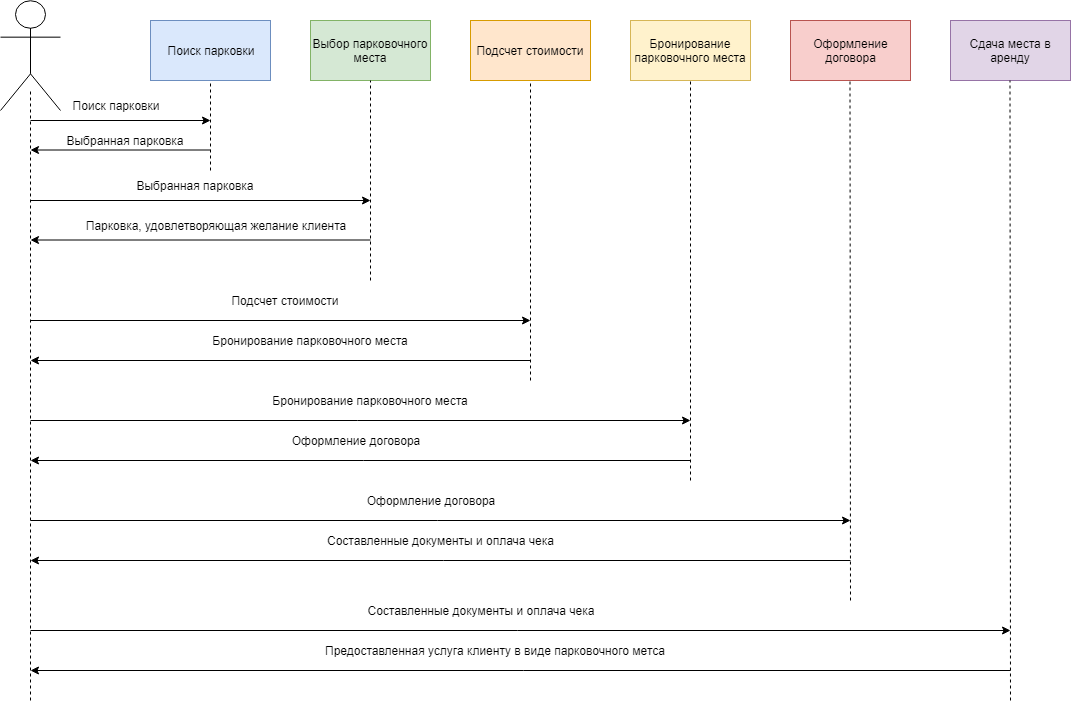 Поиск парковки
Выбор парковочного
места
Подсчет стоимости
Бронирование
парковочного места
Оформление
договора
Сдача места в
аренду
Поиск парковки
Выбранная парковка
Выбранная парковка
Парковка, удовлетворяющая желание клиента
Подсчет стоимости
Бронирование парковочного места
Бронирование парковочного места
Оформление договора
Оформление договора
Составленные документы и оплача чека
Составленные документы и оплача чека
Предоставленная услуга клиенту в виде парковочного метса